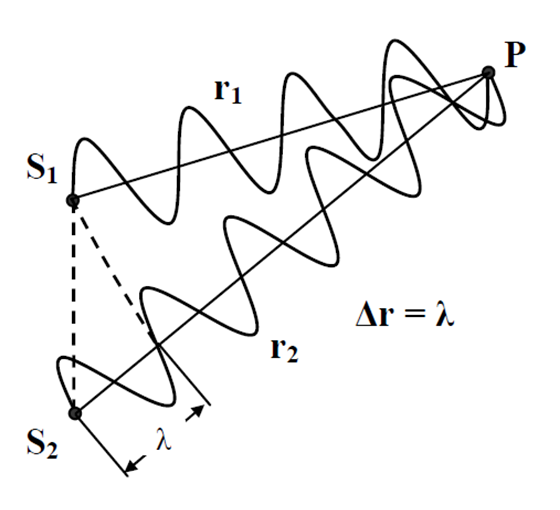 P
r₁
S₁
Δr = λ
r₂
S₂
λ